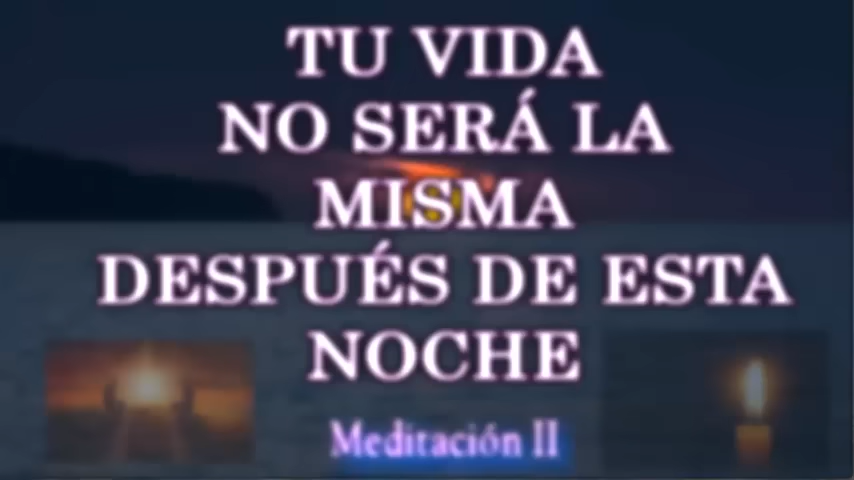 TU VIDA
NO SERÁ LA
MISMA
DESPUÉS DE ESTA
NOCHE
Meditación II